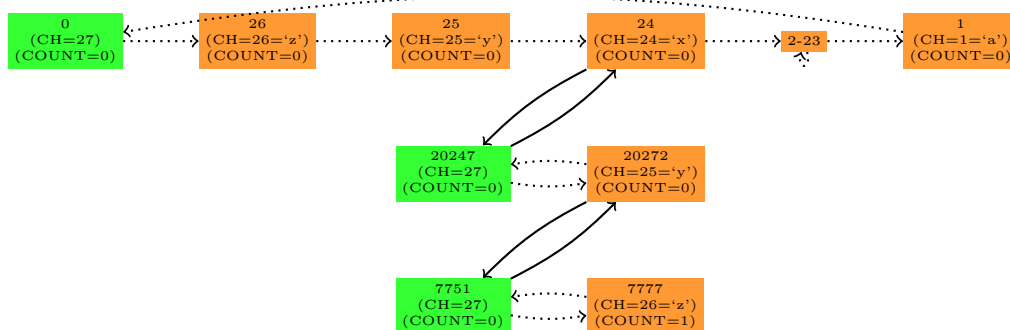 0
(CH=27)
(COUNT=0)
26
(CH=26=‘z’)
(COUNT=0)
25
(CH=25=‘y’)
(COUNT=0)
24
(CH=24=‘x’)
(COUNT=0)
2-23
1
(CH=1=‘a’)
(COUNT=0)
20247
(CH=27)
(COUNT=0)
20272
(CH=25=‘y’)
(COUNT=0)
7751
(CH=27)
(COUNT=0)
7777
(CH=26=‘z’)
(COUNT=1)